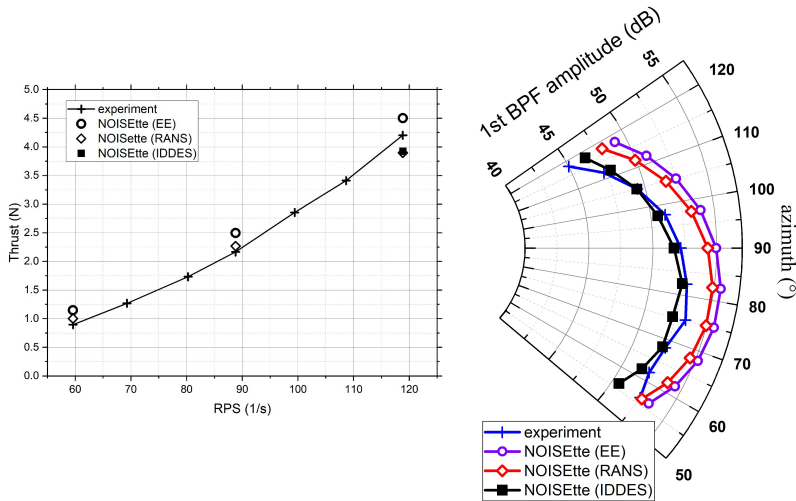 5.0
4.5
4.0
3.5
3.0
2.5
2.0
1.5
1.0
0.5
0.0
Thrust (N)
60
70
80
90
100
110
120
RPS (1/s)
experiment
NOISEtte (EE)
NOISette (RANS)
NOISEtte (IDDES)
1st BPF amplitude (dB)
40
45
50
55
120
110
100
90
80
70
60
50
azimuth (°)
experiment
NOISEtte (EE)
NOISEtte (RANS)
NOISEtte (IDDES)